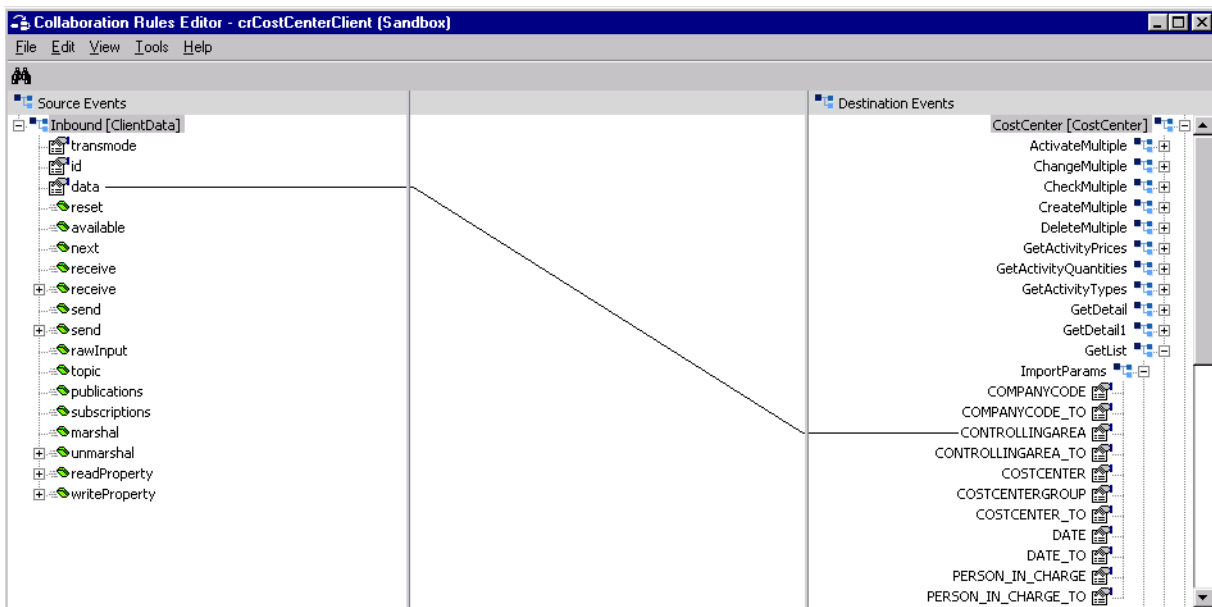 Collaboration Rules Editor - crCostCenterClient (Sandbox)
File Edit View Tools Help
Source Events
Inbound [ClientData]
transmode
id
data
reset
available
next
receive
receive
send
send
rawInput
topic
publications
subscriptions
marshal
unmarshal
readProperty
writeProperty
Destination Events
CostCenter [CostCenter]
ActivateMultiple
ChangeMultiple
CheckMultiple
CreateMultiple
DeleteMultiple
GetActivityPrices
GetActivityQuantities
GetActivityTypes
GetDetail
GetDetail1
GetList
ImportParams
COMPANYCODE
COMPANYCODE_TO
CONTROLLINGAREA
CONTROLLINGAREA_TO
COSTCENTER
COSTCENTERGROUP
COSTCENTER_TO
DATE
DATE_TO
PERSON_IN_CHARGE
PERSON_IN_CHARGE_TO